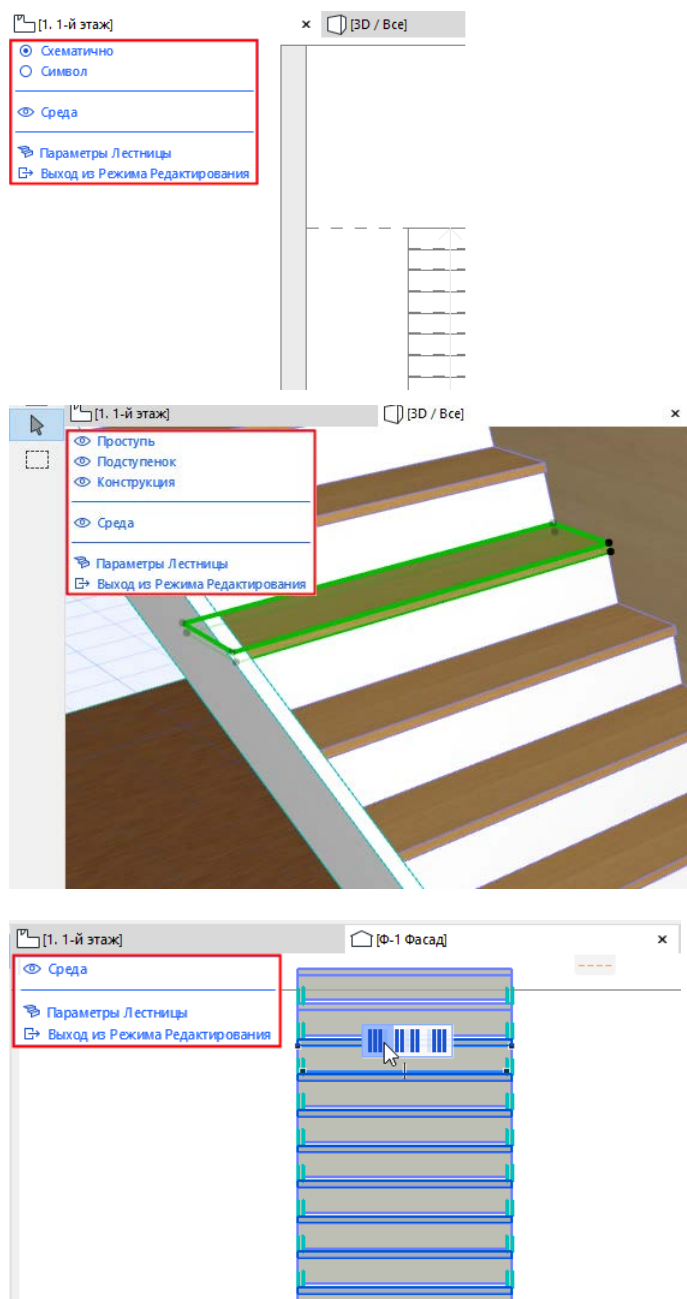 [1. 1-й этаж]
[3D / Все]
Схематично
Символ
Среда
Параметры Лестницы
Выход из Режима Редактирования
[1. 1-й этаж]
[3D / Все]
Проступь
Подступенок
Конструкция
Среда
Параметры Лестницы
Выход из Режима Редактирования
[1. 1-й этаж]
[Ф-1 Фасад]
Среда
Параметры Лестницы
Выход из Режима Редактирования